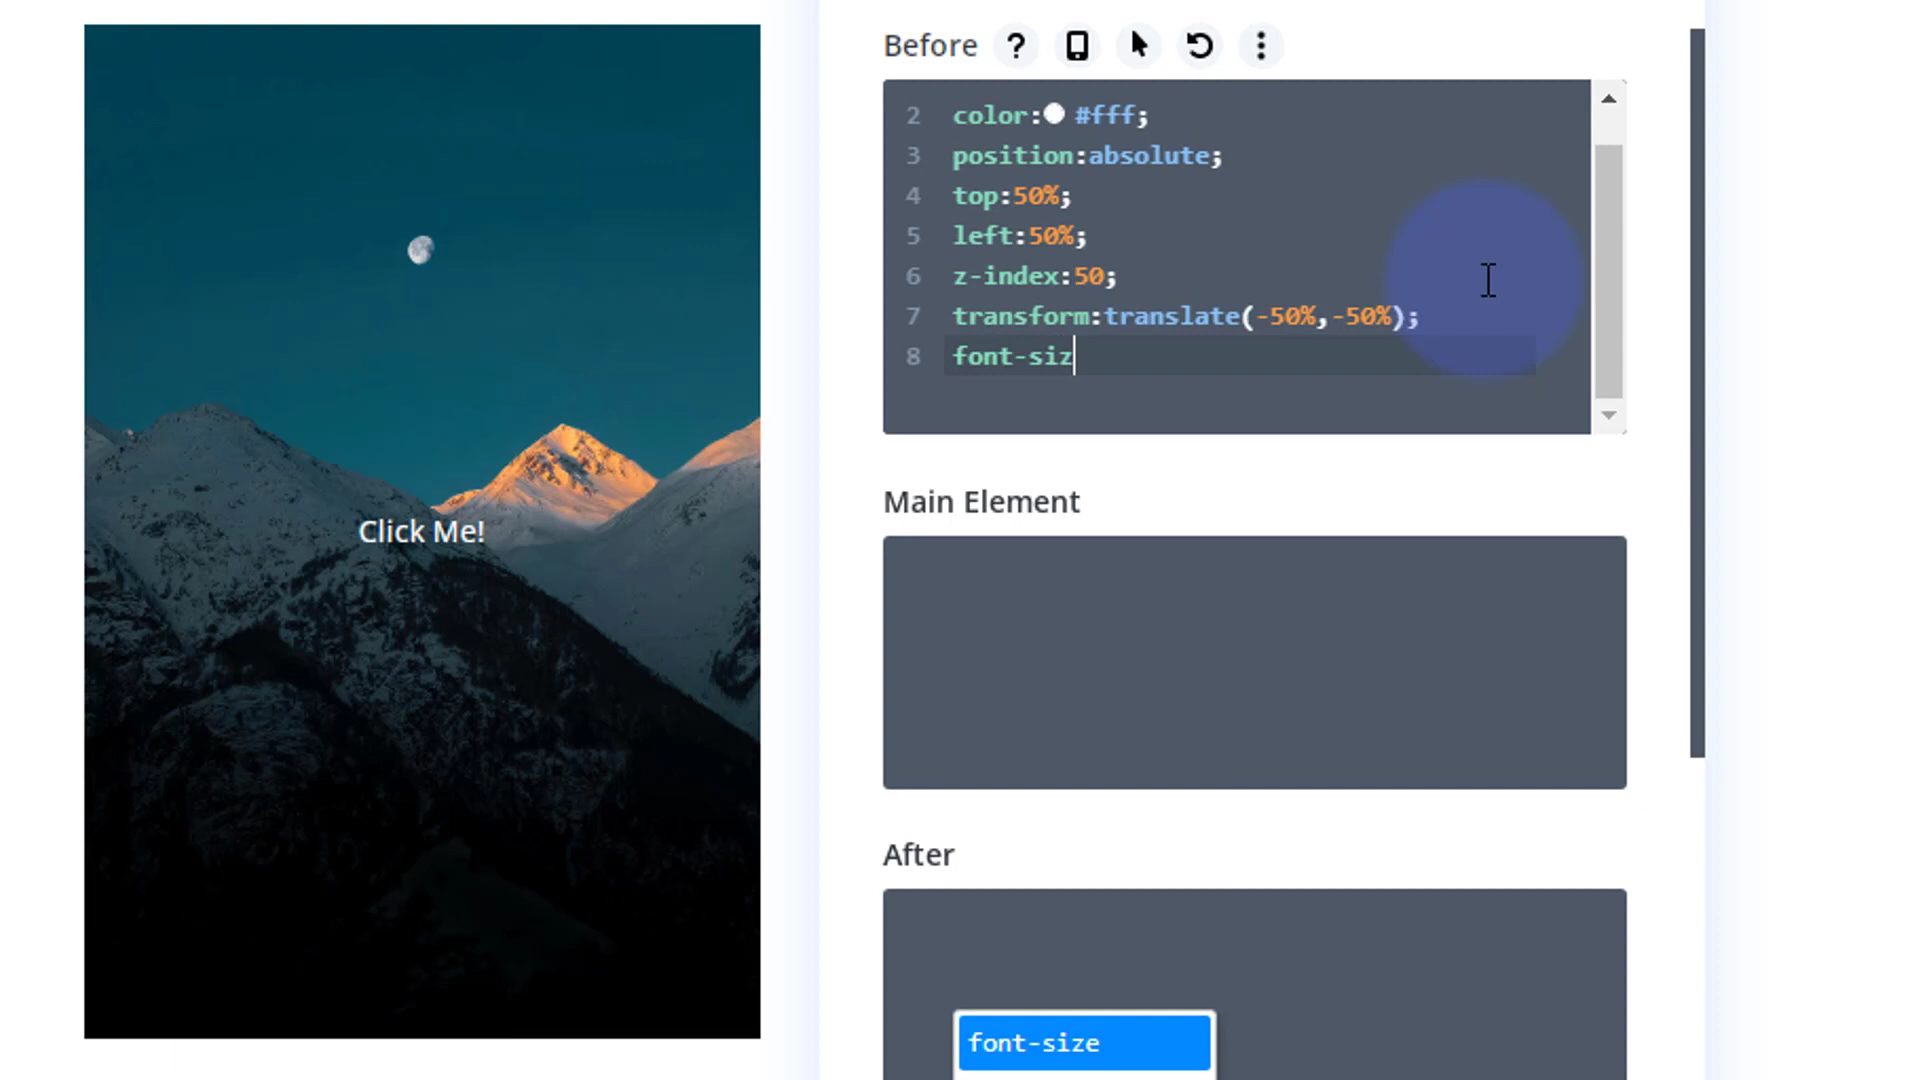 Click Me!
Before ?
2 color: #fff;
3 position:absolute;
4 top:50%;
5 left:50%;
6 z-index:50;
7 transform:translate(-50%,-50%);
8 font-siz
Main Element
After
font-size